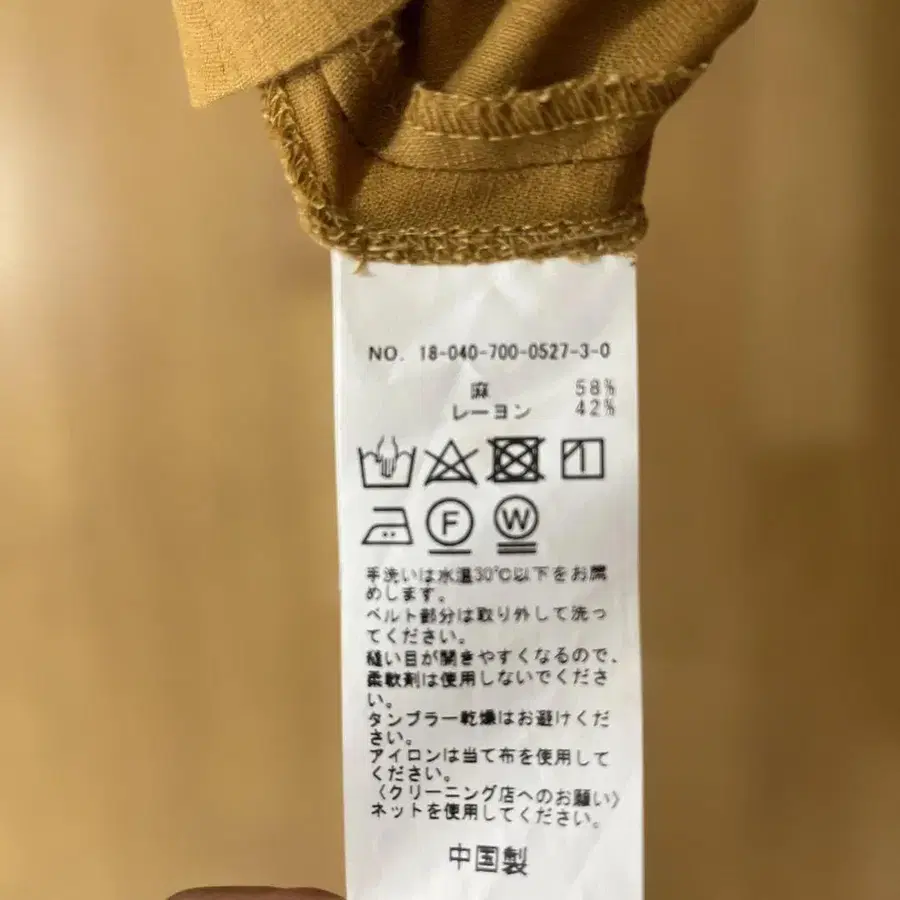 NO. 18-040-700-0527-3-0
麻 58%
レーヨン 42%
F W
手洗いは水温30℃以下をお薦
めします。
ベルト部分は取り外して洗っ
てください。
縫い目が開きやすくなるので、
柔軟剤は使用しないでくださ
い。
タンブラー乾燥はお避けくだ
さい。
アイロンは当て布を使用して
ください。
〈クリーニング店へのお願い〉
ネットを使用してください。
中国製